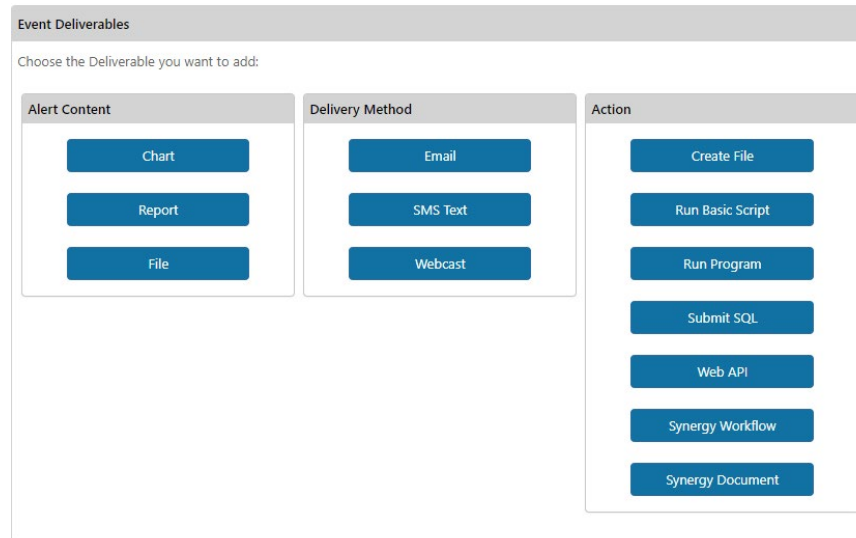 Event Deliverables
Choose the Deliverable you want to add:
Alert Content
Chart
Report
File
Delivery Method
Email
SMS Text
Webcast
Action
Create File
Run Basic Script
Run Program
Submit SQL
Web API
Synergy Workflow
Synergy Document